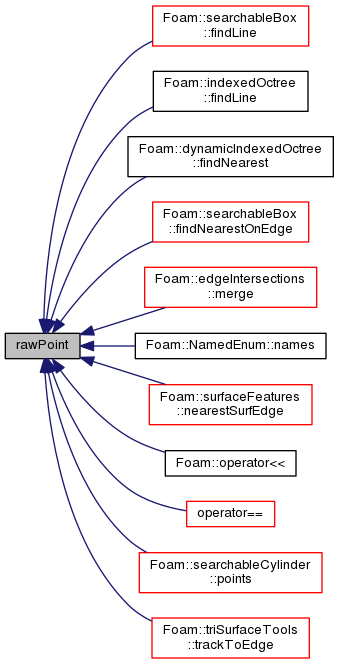 Foam::searchableBox
::findLine
Foam::indexedOctree
::findLine
Foam::dynamicIndexedOctree
::findNearest
Foam::searchableBox
::findNearestOnEdge
Foam::edgeIntersections
::merge
rawPoint
Foam::NamedEnum::names
Foam::surfaceFeatures
::nearestSurfEdge
Foam::operator<<
operator==
Foam::searchableCylinder
::points
Foam::triSurfaceTools
::trackToEdge